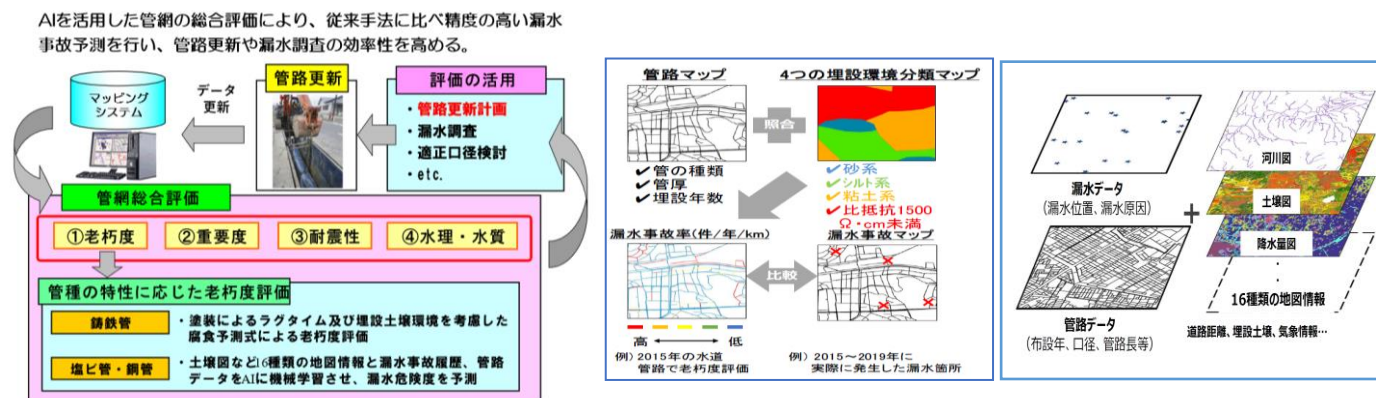 AIを活用した管網の総合評価により、従来手法に比べ精度の高い漏水
事故予測を行い、管路更新や漏水調査の効率性を高める。
マッピング
システム
データ
更新
管路更新
評価の活用
・管路更新計画
・漏水調査
・適正口径検討
・etc.
管網総合評価
①老朽度
②重要度
③耐震性
④水理・水質
管種の特性に応じた老朽度評価
鋳鉄管
・塗装によるラグタイム及び埋設土壌環境を考慮した
腐食予測式による老朽度評価
塩ビ管・鋼管
・土壌図など16種類の地図情報と漏水事故履歴、管路
データをAIに機械学習させ、漏水危険度を予測
管路マップ
4つの埋設環境分類マップ
照合
✔管の種類
✔管厚
✔埋設年数
✔砂系
✔シルト系
✔粘土系
✔比抵抗1500
Ω・cm未満
漏水事故率(件/年/km)
漏水事故マップ
比較
高
低
例）2015年の水道
管路で老朽度評価
例）2015～2019年に
実際に発生した漏水箇所
漏水データ
(漏水位置、漏水原因)
+
管路データ
(布設年、口径、管路長等)
河川図
土壌図
降水量図
・
・
16種類の地図情報
道路距離、埋設土壌、気象情報…